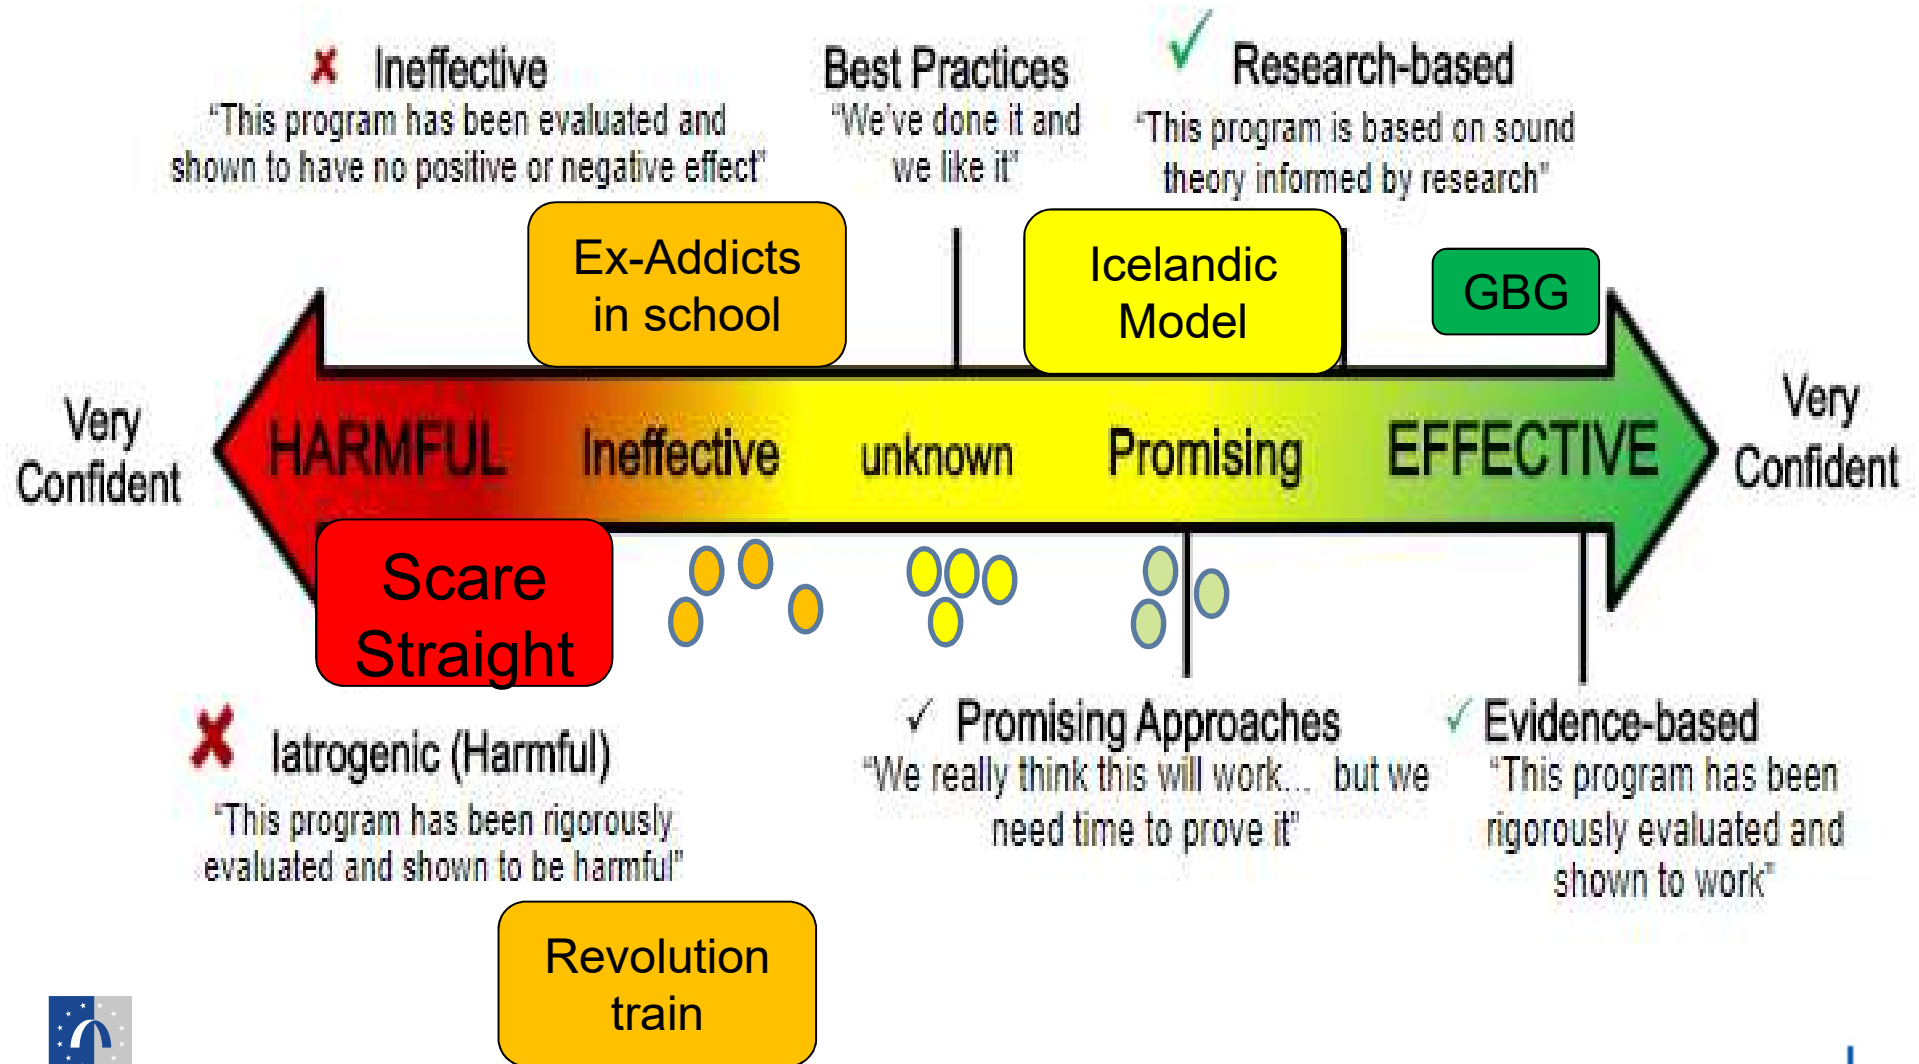 ✘ Ineffective
"This program has been evaluated and
shown to have no positive or negative effect"
Best Practices
"We've done it and
we like it"
✓ Research-based
"This program is based on sound
theory informed by research"
Ex-Addicts
in school
Icelandic
Model
GBG
Very
Confident
HARMFUL
Ineffective
unknown
Promising
EFFECTIVE
Very
Confident
Scare
Straight
✘ Iatrogenic (Harmful)
"This program has been rigorously
evaluated and shown to be harmful"
✓ Promising Approaches
"We really think this will work... but we
need time to prove it"
✓ Evidence-based
"This program has been
rigorously evaluated and
shown to work"
Revolution
train